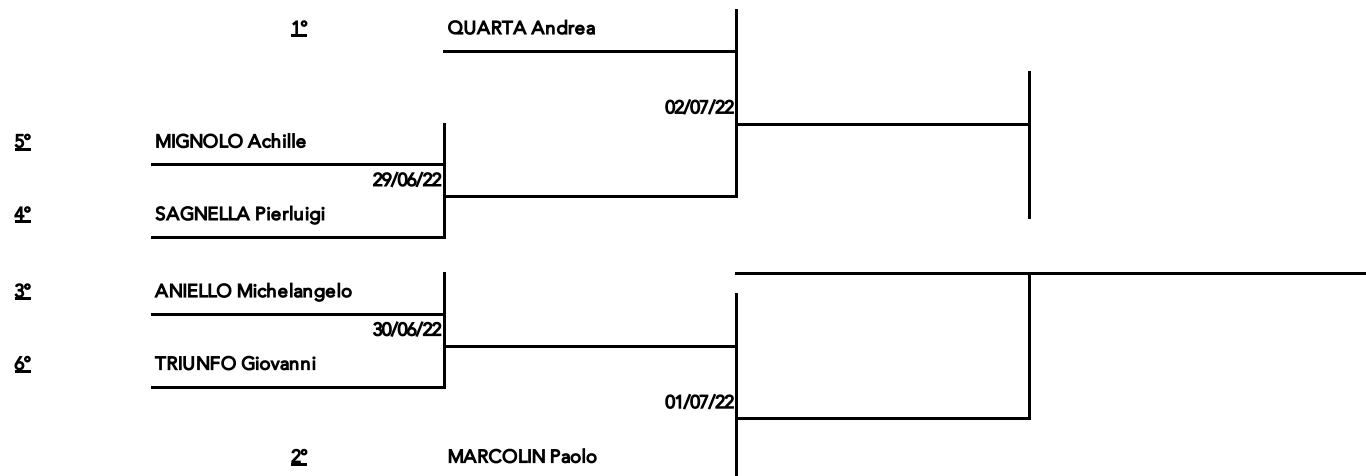 1° QUARTA Andrea
02/07/22
5° MIGNOLO Achille
29/06/22
4° SAGNELLA Pierluigi
3° ANIELLO Michelangelo
30/06/22
6° TRIUNFO Giovanni
01/07/22
2° MARCOLIN Paolo